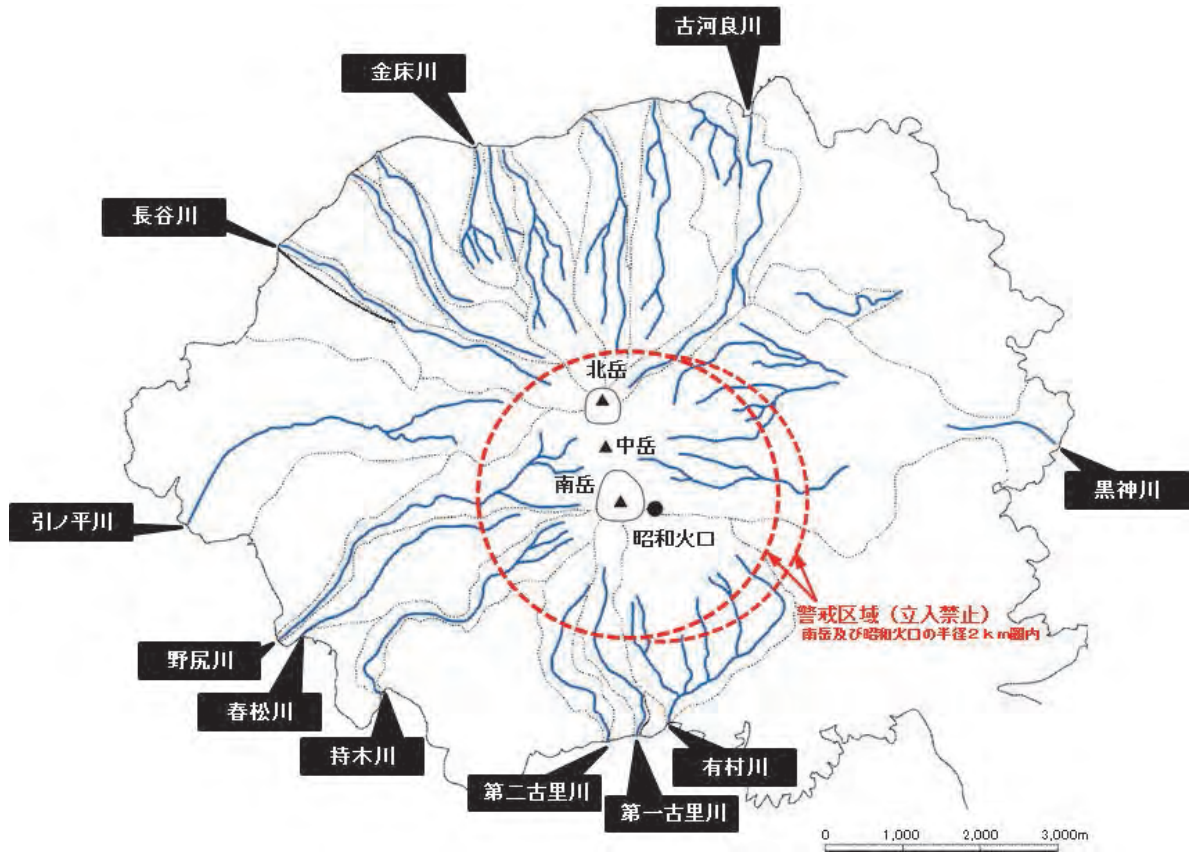 古河良川
金床川
長谷川
北岳
中岳
南岳
昭和火口
黒神川
引ノ平川
警戒区域（立入禁止）
南岳及び昭和火口の半径２ｋｍ圏内
野尻川
春松川
持木川
有村川
第二古里川
第一古里川
0 1,000 2,000 3,000m